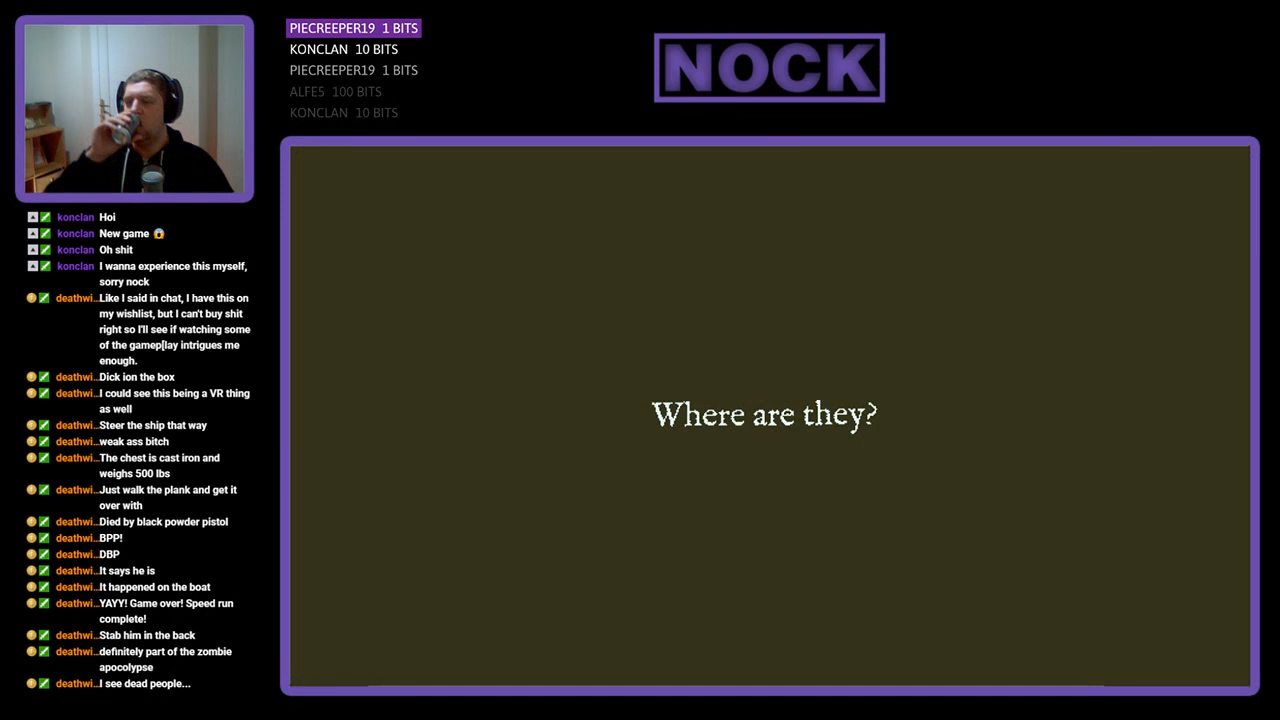 PIECREEPER19 1 BITS
KONCLAN 10 BITS
PIECREEPER19 1 BITS
ALFE5 100 BITS
KONCLAN 10 BITS
NOCK
konclan Hoi
konclan New game 😱
konclan Oh shit
konclan I wanna experience this myself,
sorry nock
deathwi... Like I said in chat, I have this on
my wishlist, but I can't buy shit
right so I'll see if watching some
of the gamep[lay intrigues me
enough.
deathwi... Dick ion the box
deathwi... I could see this being a VR thing
as well
deathwi... Steer the ship that way
deathwi... weak ass bitch
deathwi... The chest is cast iron and
weighs 500 lbs
deathwi... Just walk the plank and get it
over with
deathwi... Died by black powder pistol
deathwi... BPP!
deathwi... DBP
deathwi... It says he is
deathwi... It happened on the boat
deathwi... YAYY! Game over! Speed run
complete!
deathwi... Stab him in the back
deathwi... definitely part of the zombie
apocolypse
deathwi... I see dead people...
Where are they?